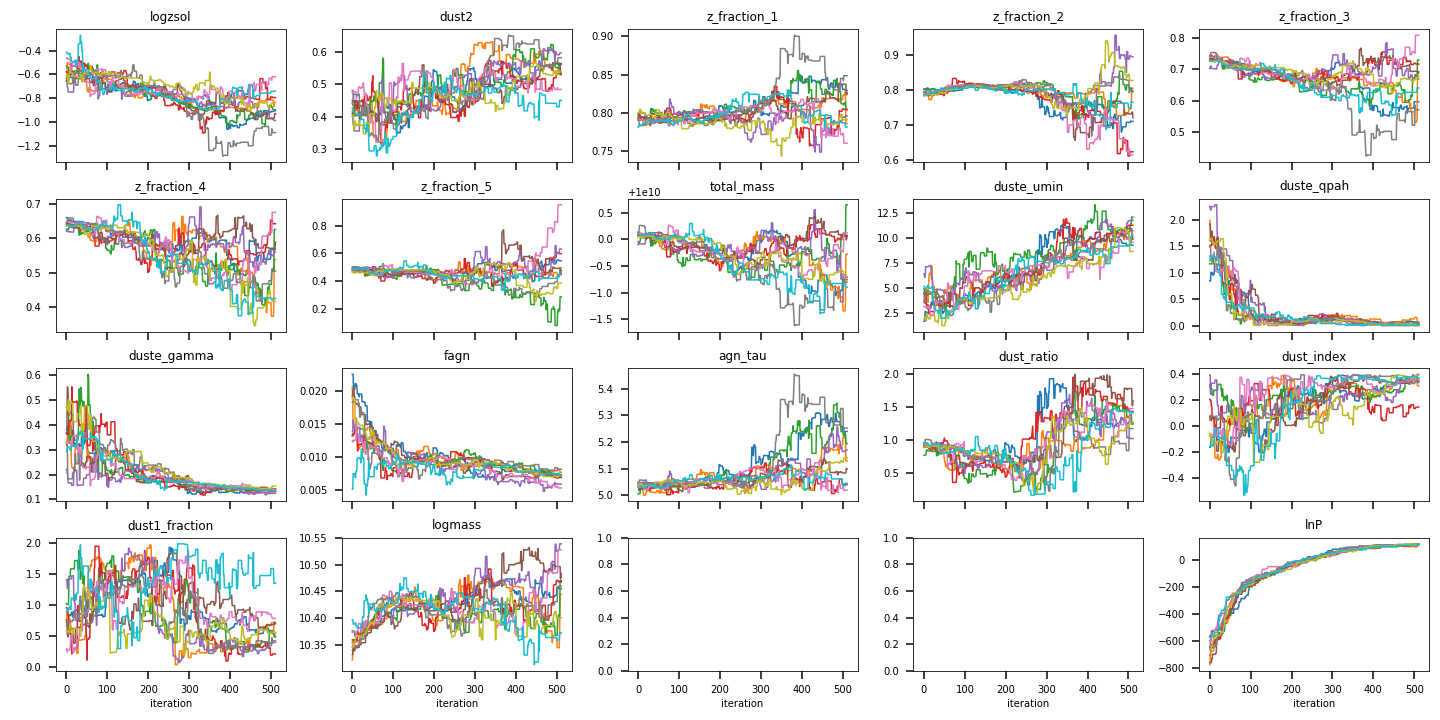 logzsol dust2 z_fraction_1 z_fraction_2 z_fraction_3
−0.4 0.6 0.90 0.9 0.8
−0.6 0.5 0.85 0.8 0.7
−0.8 0.4 0.80 0.7 0.6
−1.0 0.3 0.75 0.6 0.5
−1.2
z_fraction_4 z_fraction_5 total_mass duste_umin duste_qpah
+1e10
0.7 0.8 0.5 12.5 2.0
0.6 0.6 0.0 10.0 1.5
0.5 0.4 −0.5 7.5 1.0
0.4 0.2 −1.0 5.0 0.5
−1.5 2.5 0.0
duste_gamma fagn agn_tau dust_ratio dust_index
0.6 0.020 5.4 2.0 0.4
0.5 0.015 5.3 1.5 0.2
0.4 0.010 5.2 1.0 0.0
0.3 0.005 5.1 0.5 −0.2
0.2 5.0 −0.4
0.1
dust1_fraction logmass lnP
2.0 10.55 1.0 1.0 0
1.5 10.50 0.8 0.8 −200
1.0 10.45 0.6 0.6 −400
0.5 10.40 0.4 0.4 −600
0.0 10.35 0.2 0.2 −800
0.0 0.0
0 100 200 300 400 500 0 100 200 300 400 500 0 100 200 300 400 500 0 100 200 300 400 500 0 100 200 300 400 500
iteration iteration iteration